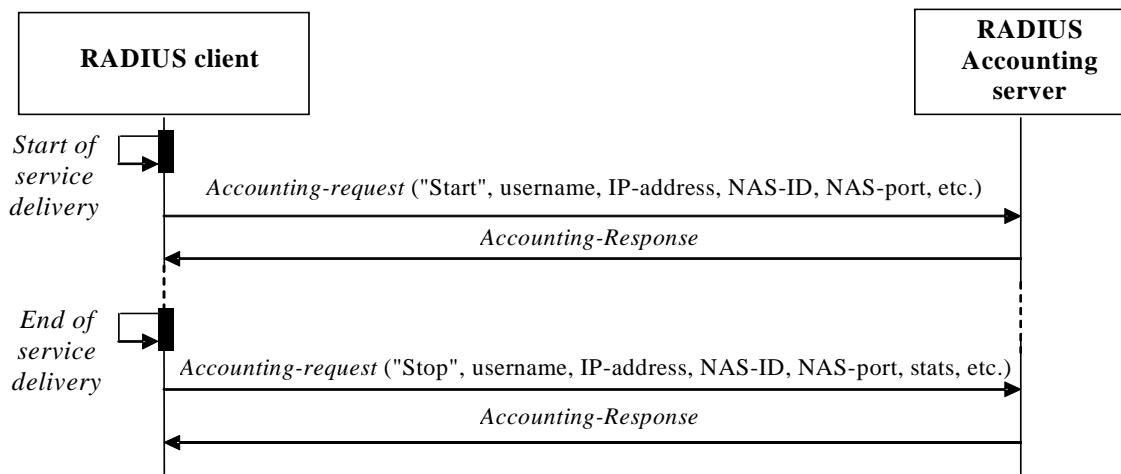 RADIUS client
RADIUS
Accounting
server
Start of
service
delivery
Accounting-request ("Start", username, IP-address, NAS-ID, NAS-port, etc.)
Accounting-Response
End of
service
delivery
Accounting-request ("Stop", username, IP-address, NAS-ID, NAS-port, stats, etc.)
Accounting-Response